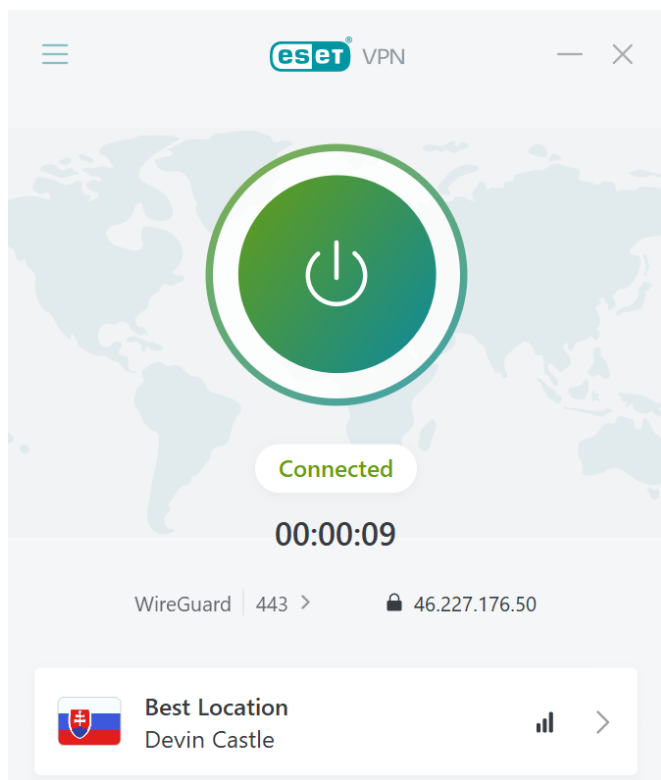 eset® VPN
Connected
00:00:09
WireGuard 443 46.227.176.50
Best Location
Devin Castle